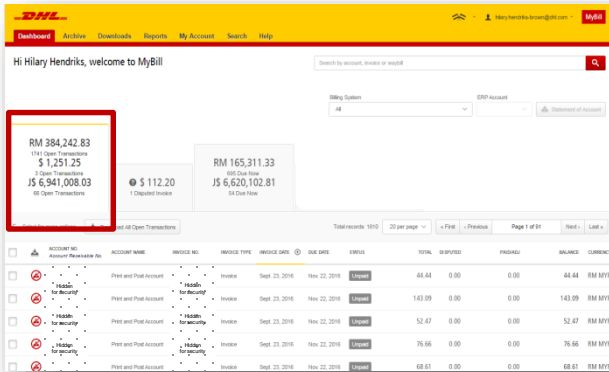 DHL
hilary.hendriks-brown@dhl.com
MyBill
Dashboard Archive Downloads Reports My Account Search Help
Hi Hilary Hendriks, welcome to MyBill
Search by account, invoice or waybill
Billing System
ERP Account
All
Statement of Account
RM 384,242.83
1741 Open Transactions
$ 1,251.25
3 Open Transactions
J$ 6,941,008.03
66 Open Transactions
$ 112.20
1 Disputed Invoice
RM 165,311.33
605 Due Now
J$ 6,620,102.81
54 Due Now
All Open Transactions
Total records: 1810 20 per page « First ‹ Previous Page 1 of 91 Next › Last »
ACCOUNT NO. ACCOUNT NAME INVOICE NO. INVOICE TYPE INVOICE DATE DUE DATE STATUS TOTAL DISPUTED PAID/ADJ BALANCE CURRENCY
Account Receivable No.
Print and Post Account Invoice Sept. 23, 2016 Nov. 22, 2016 Unpaid 44.44 0.00 0.00 44.44 RM MYR
Hidden for security Hidden for security
Print and Post Account Invoice Sept. 23, 2016 Nov. 22, 2016 Unpaid 143.09 0.00 0.00 143.09 RM MYR
Print and Post Account Invoice Sept. 23, 2016 Nov. 22, 2016 Unpaid 52.47 0.00 0.00 52.47 RM MYR
Hidden for security Hidden for security
Print and Post Account Invoice Sept. 23, 2016 Nov. 22, 2016 Unpaid 76.66 0.00 0.00 76.66 RM MYR
Hidden for security Hidden for security
Print and Post Account Invoice Sept. 23, 2016 Nov. 22, 2016 Unpaid 68.61 0.00 0.00 68.61 RM MYR